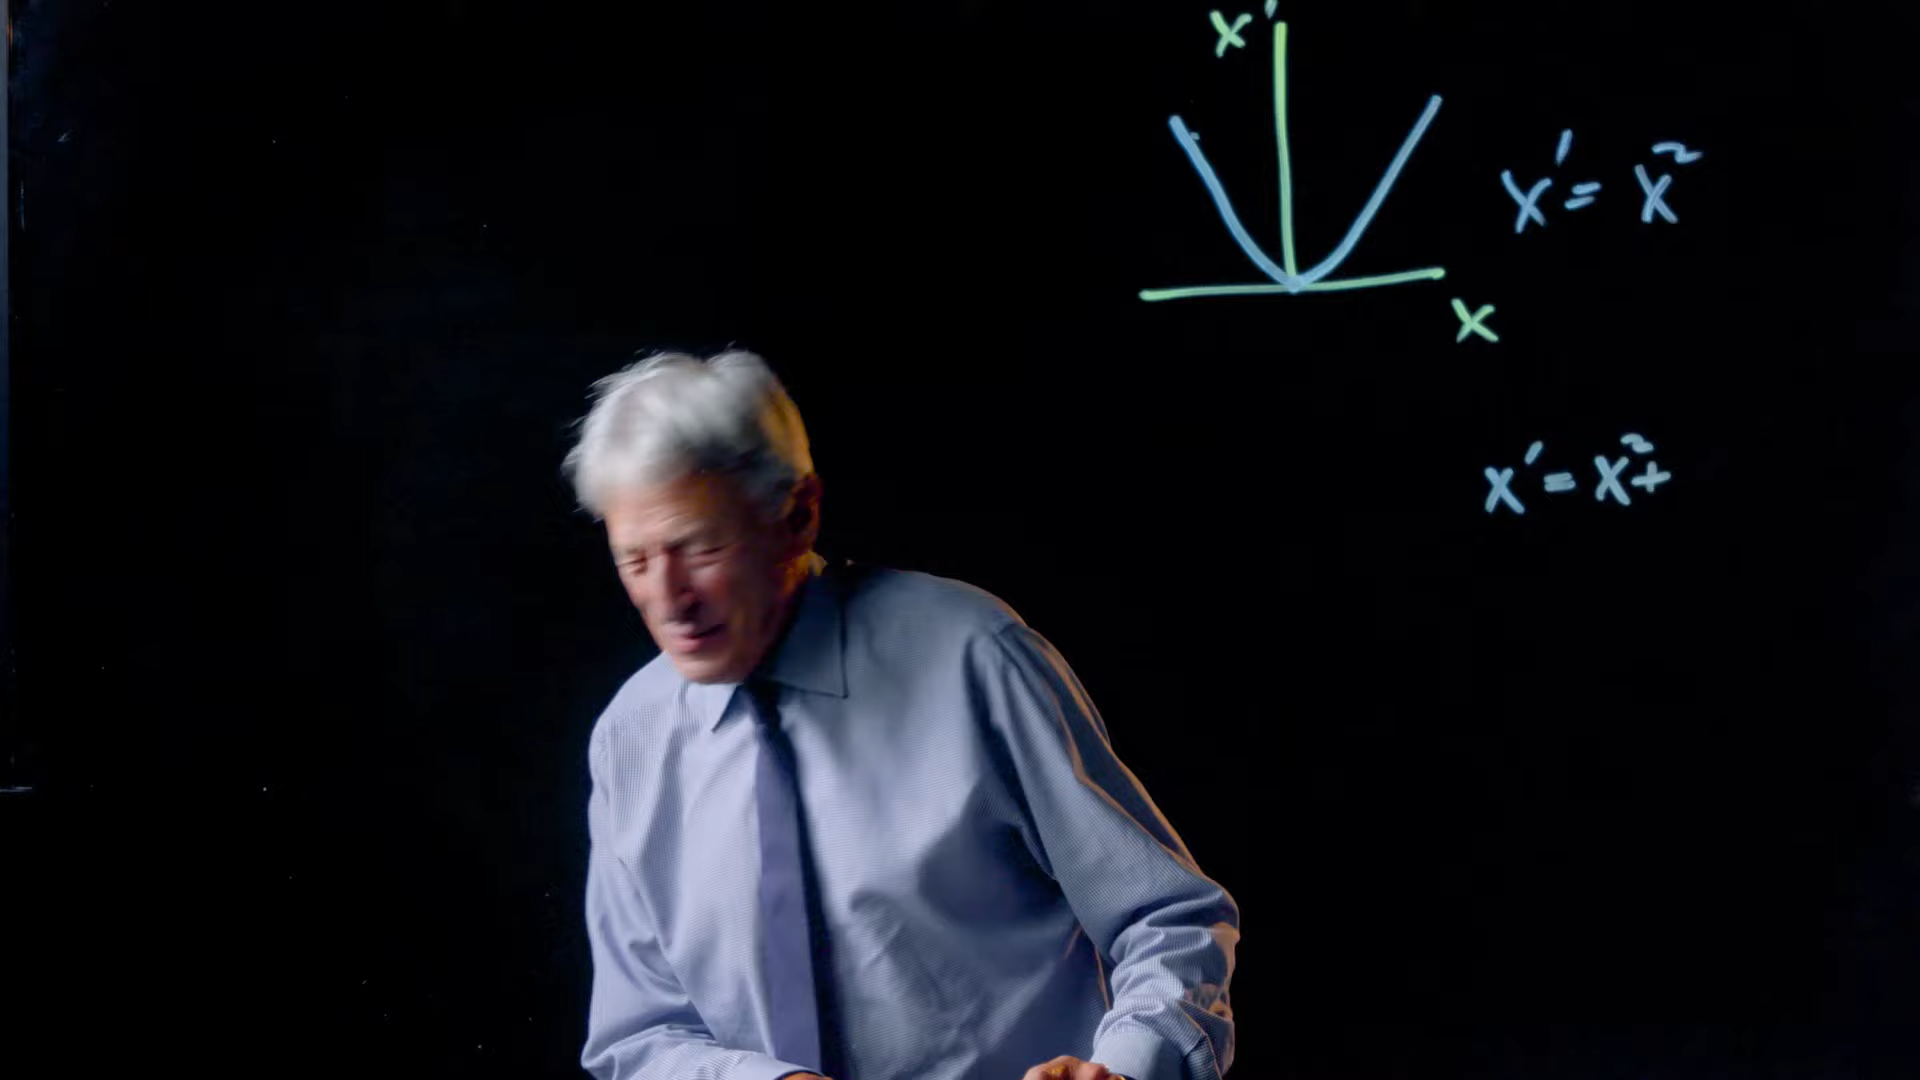 x'
x' = x²
x
x' = x² +